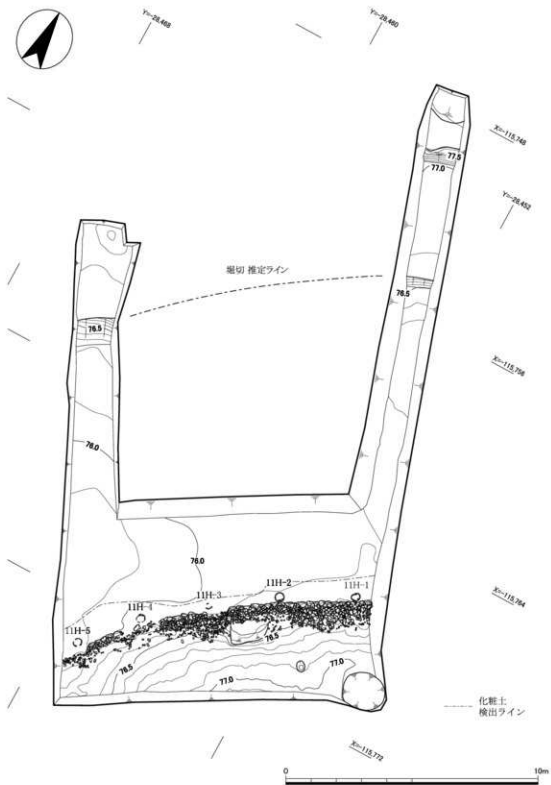 Y=-28,468
Y=-28,460
X=-115,748
77.5
77.0
Y=-28,452
堀切 推定ライン
76.5
76.5
X=-115,756
76.0
76.0
11H-3
11H-2
11H-1
X=-115,764
11H-4
11H-5
76.5
76.5
77.0
77.0
化粧土
検出ライン
X=-115,772
0
10m